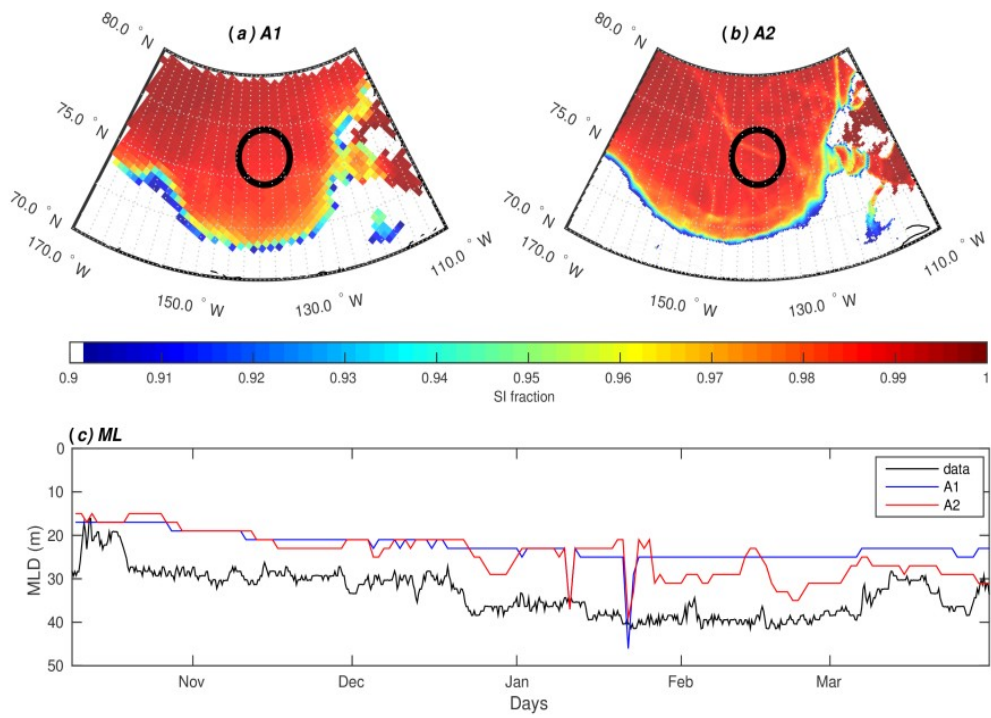 (a) A1
80.0 ° N
75.0 ° N
70.0 ° N
170.0 ° W
150.0 ° W
130.0 ° W
110.0 ° W
(b) A2
80.0 ° N
75.0 ° N
70.0 ° N
170.0 ° W
150.0 ° W
130.0 ° W
110.0 ° W
0.9 0.91 0.92 0.93 0.94 0.95 0.96 0.97 0.98 0.99 1
SI fraction
(c) ML
MLD (m)
0
10
20
30
40
50
data
A1
A2
Nov Dec Jan Feb Mar
Days